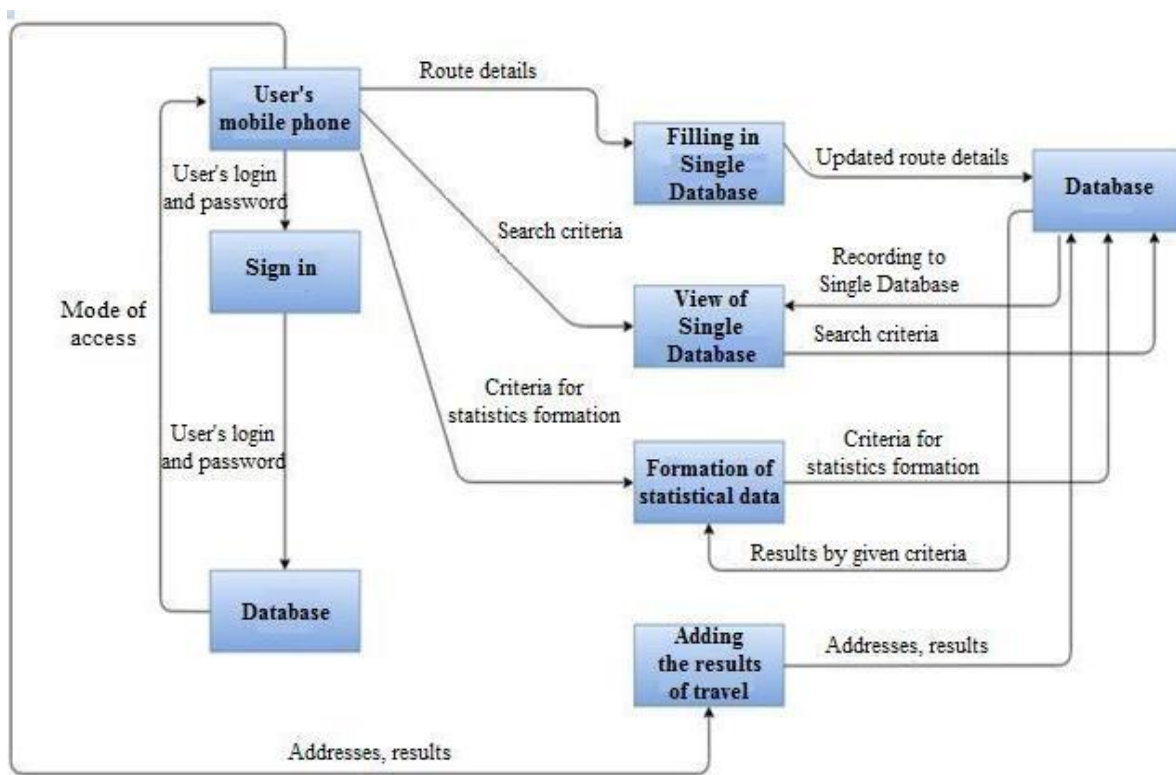 User's
mobile phone
Route details
Filling in
Single
Database
Updated route details
Database
User's login
and password
Search criteria
Sign in
Recording to
Single Database
View of
Single
Database
Search criteria
Mode of
access
Criteria for
statistics formation
User's login
and password
Formation of
statistical data
Criteria for
statistics formation
Results by given criteria
Database
Adding
the results
of travel
Addresses, results
Addresses, results